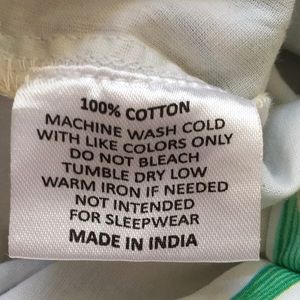 100% COTTON
MACHINE WASH COLD
WITH LIKE COLORS ONLY
DO NOT BLEACH
TUMBLE DRY LOW
WARM IRON IF NEEDED
NOT INTENDED
FOR SLEEPWEAR
MADE IN INDIA